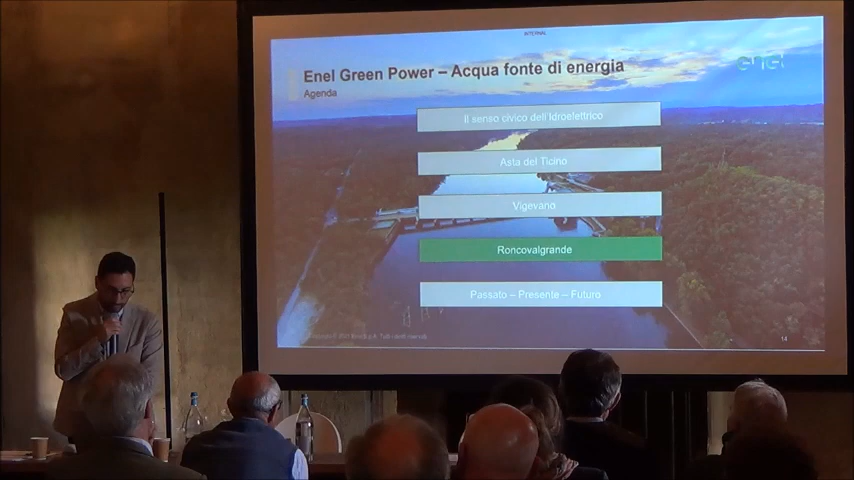 INTERNAL
Enel Green Power – Acqua fonte di energia
enel
Agenda
Il senso civico dell'Idroelettrico
Asta del Ticino
Vigevano
Roncovalgrande
Passato – Presente – Futuro
14